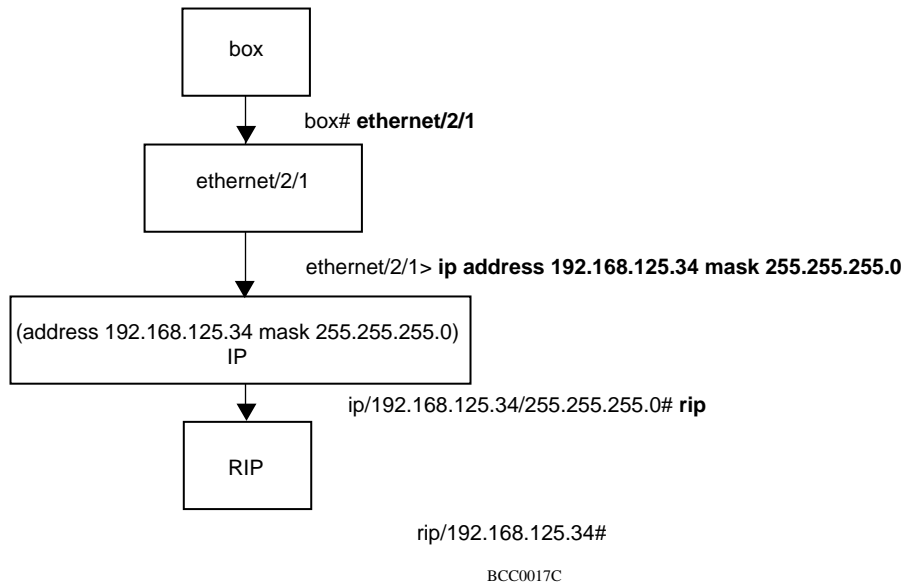 box
box# ethernet/2/1
ethernet/2/1
ethernet/2/1> ip address 192.168.125.34 mask 255.255.255.0
(address 192.168.125.34 mask 255.255.255.0)
IP
ip/192.168.125.34/255.255.255.0# rip
RIP
rip/192.168.125.34#
BCC0017C